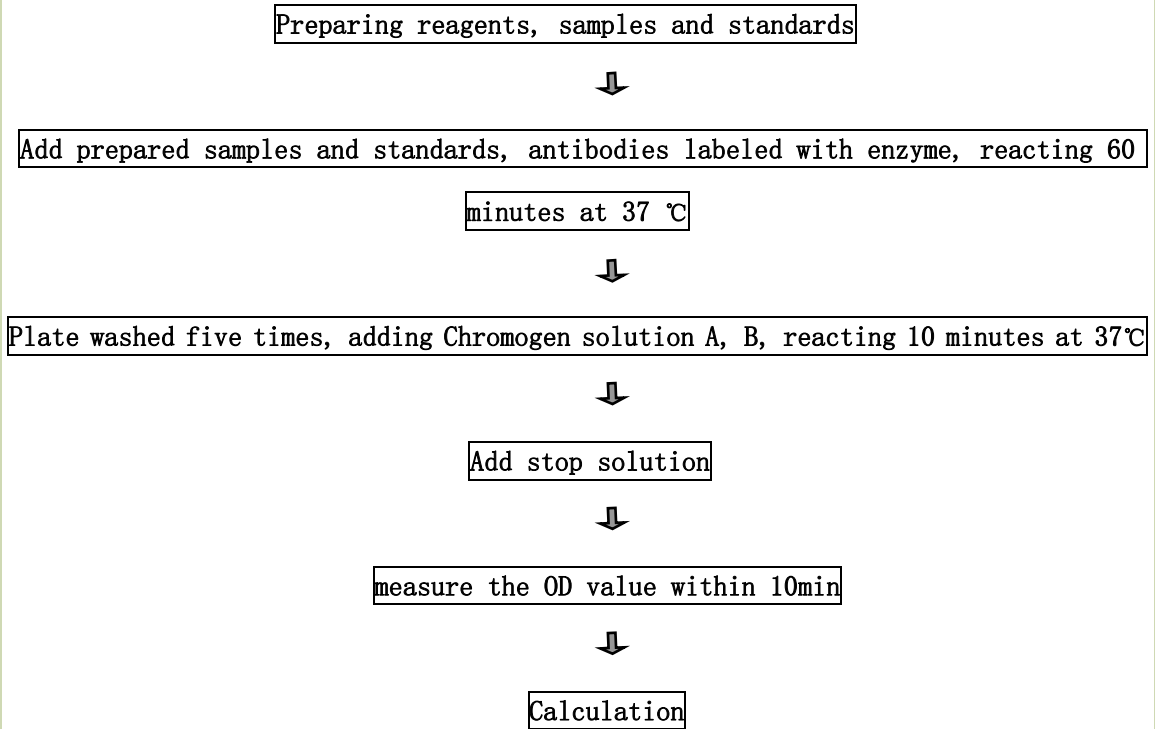 Preparing reagents, samples and standards
Add prepared samples and standards, antibodies labeled with enzyme, reacting 60
minutes at 37 ℃
Plate washed five times, adding Chromogen solution A, B, reacting 10 minutes at 37℃
Add stop solution
measure the OD value within 10min
Calculation